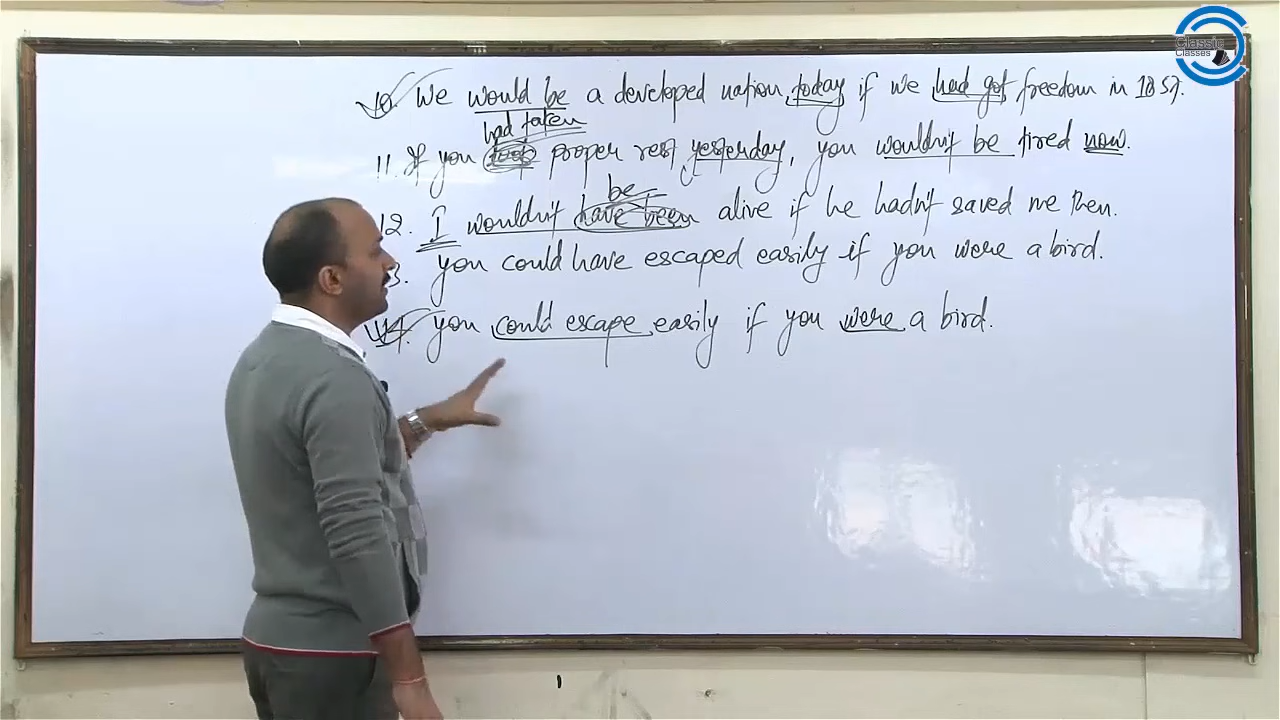 Classic
Classes
10. We would be a developed nation, today if we had got freedom in 1857.
had taken
11. If you took proper rest yesterday, you wouldn't be tired now.
be
12. I wouldn't have been alive if he hadn't saved me then.
3. you could have escaped easily if you were a bird.
14. you could escape easily if you were a bird.